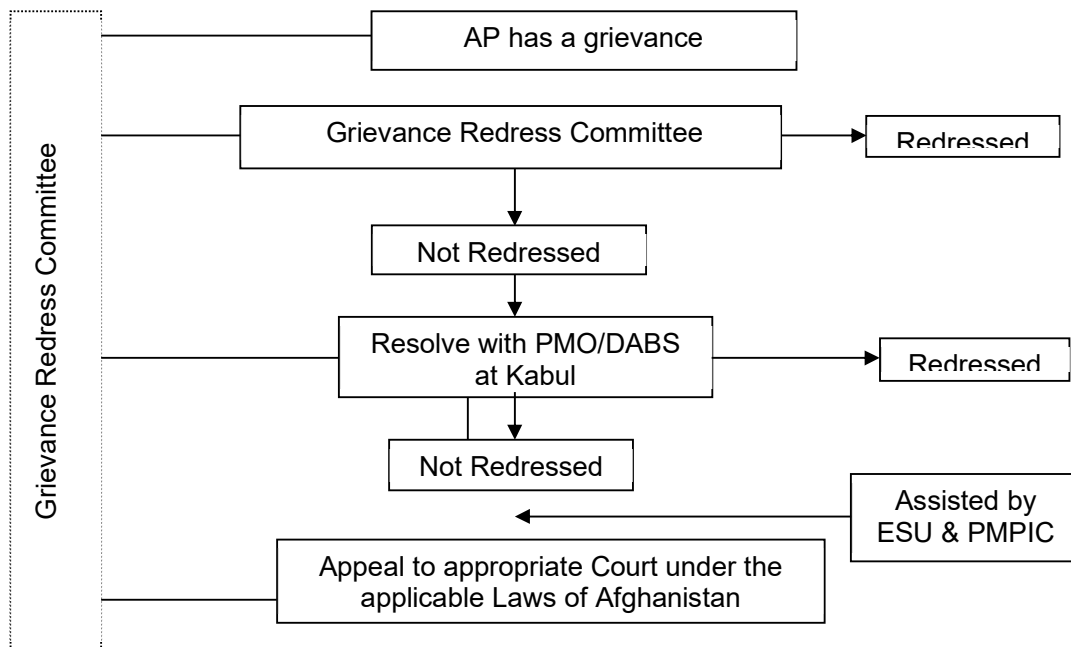 Grievance Redress Committee
AP has a grievance
Grievance Redress Committee
Redressed
Not Redressed
Resolve with PMO/DABS
at Kabul
Redressed
Not Redressed
Assisted by
ESU & PMPIC
Appeal to appropriate Court under the
applicable Laws of Afghanistan